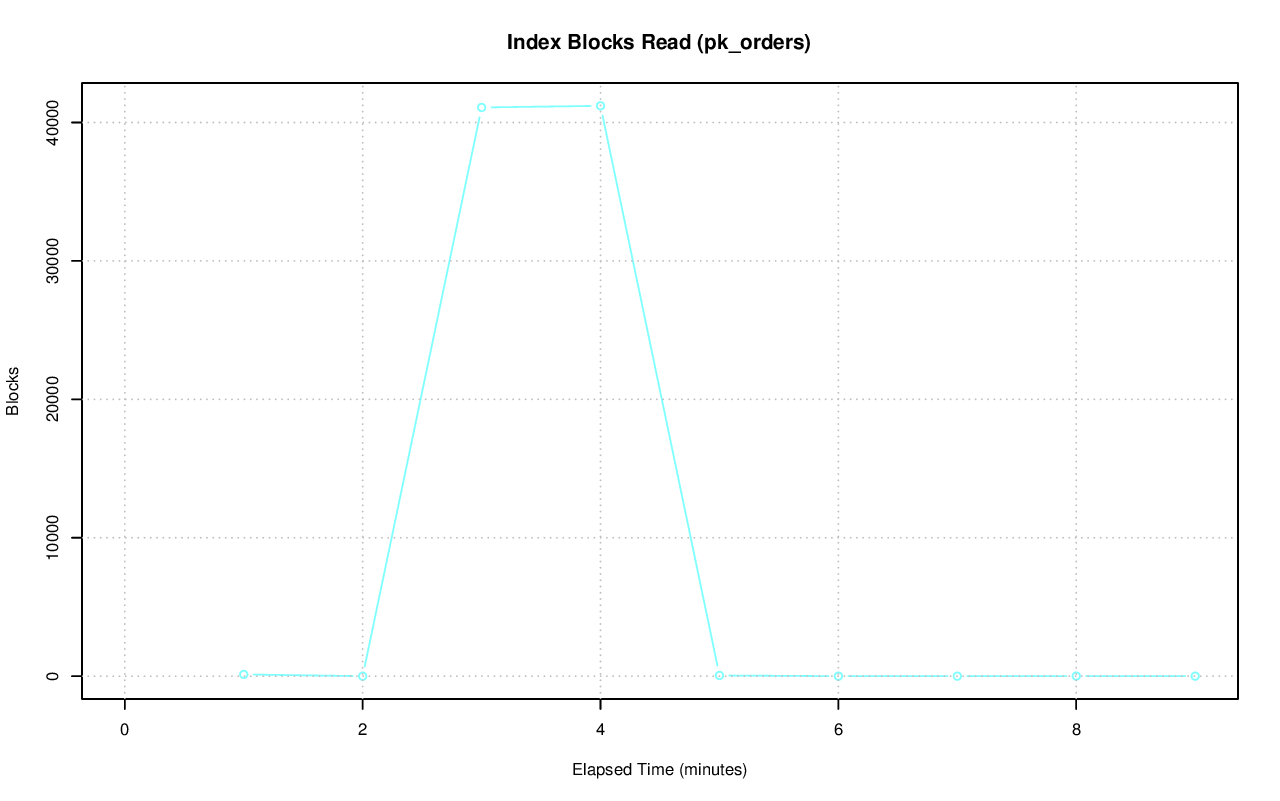 Index Blocks Read (pk_orders)
Blocks
40000
30000
20000
10000
0
0 2 4 6 8
Elapsed Time (minutes)